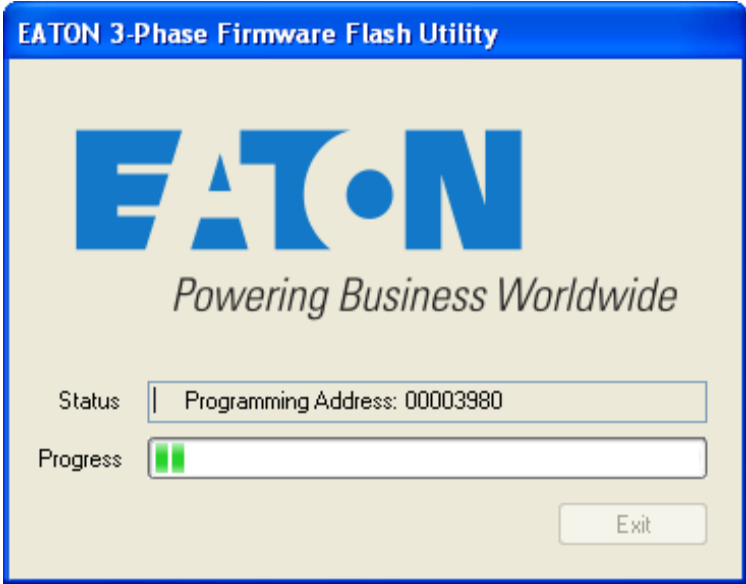 EATON 3-Phase Firmware Flash Utility
EATON
Powering Business Worldwide
Status | Programming Address: 00003980
Progress
Exit